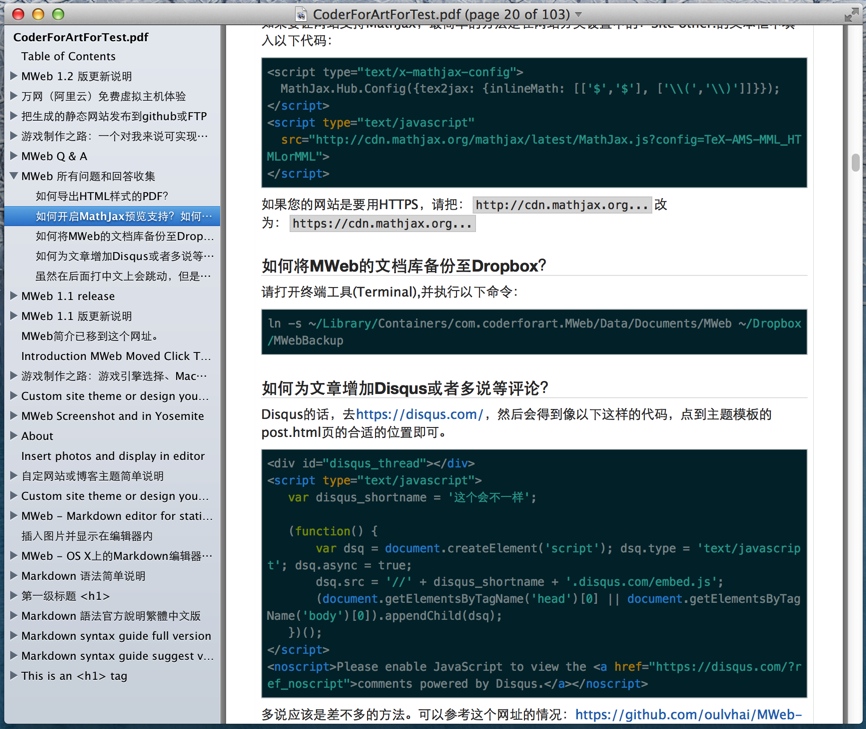 CoderForArtForTest.pdf (page 20 of 103)
CoderForArtForTest.pdf
Table of Contents
MWeb 1.2 版更新说明
万网（阿里云）免费虚拟主机体验
把生成的静态网站发布到github或FTP
游戏制作之路：一个对我来说可实现…
MWeb Q & A
MWeb 所有问题和回答收集
如何导出HTML样式的PDF？
如何开启MathJax预览支持？如何…
如何将MWeb的文档库备份至Drop...
如何为文章增加Disqus或者多说等…
虽然在后面打中文上会跳动，但是…
MWeb 1.1 release
MWeb 1.1 版更新说明
MWeb简介已移到这个网址。
Introduction MWeb Moved Click T...
游戏制作之路：游戏引擎选择、Mac…
Custom site theme or design you...
MWeb Screenshot and in Yosemite
About
Insert photos and display in editor
自定网站或博客主题简单说明
Custom site theme or design you...
MWeb – Markdown editor for stati...
插入图片并显示在编辑器内
MWeb – OS X上的Markdown编辑器…
Markdown 语法简单说明
第一级标题 <h1>
Markdown 語法官方說明繁體中文版
Markdown syntax guide full version
Markdown syntax guide suggest v...
This is an <h1> tag
入以下代码：
<script type="text/x-mathjax-config">
MathJax.Hub.Config({tex2jax: {inlineMath: [['$','$'], ['\\(','\\)']]}});
</script>
<script type="text/javascript"
src="http://cdn.mathjax.org/mathjax/latest/MathJax.js?config=TeX-AMS-MML_HT
MLorMML">
</script>
如果您的网站是要用HTTPS，请把： http://cdn.mathjax.org... 改
为： https://cdn.mathjax.org...
如何将MWeb的文档库备份至Dropbox？
请打开终端工具(Terminal),并执行以下命令：
ln -s ~/Library/Containers/com.coderforart.MWeb/Data/Documents/MWeb ~/Dropbox
/MWebBackup
如何为文章增加Disqus或者多说等评论？
Disqus的话，去https://disqus.com/，然后会得到像以下这样的代码，点到主题模板的
post.html页的合适的位置即可。
<div id="disqus_thread"></div>
<script type="text/javascript">
var disqus_shortname = '这个会不一样';
(function() {
var dsq = document.createElement('script'); dsq.type = 'text/javascrip
t'; dsq.async = true;
dsq.src = '//' + disqus_shortname + '.disqus.com/embed.js';
(document.getElementsByTagName('head')[0] || document.getElementsByTag
Name('body')[0]).appendChild(dsq);
})();
</script>
<noscript>Please enable JavaScript to view the <a href="https://disqus.com/?r
ef_noscript">comments powered by Disqus.</a></noscript>
多说应该是差不多的方法。可以参考这个网址的情况：https://github.com/oulvhai/MWeb-